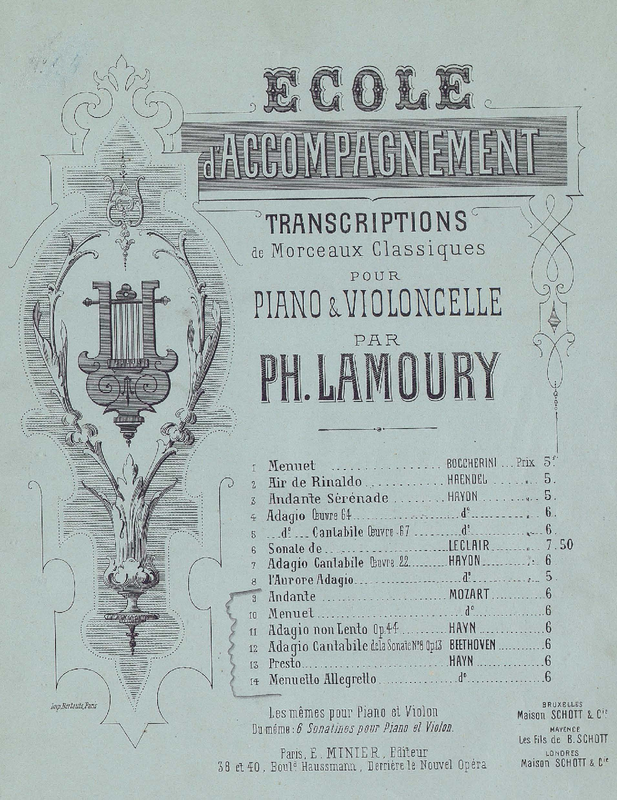 ECOLE
d'ACCOMPAGNEMENT
TRANSCRIPTIONS
de Morceaux Classiques
POUR
PIANO & VIOLONCELLE
PAR
PH. LAMOURY
1 Menuet ........ BOCCHERINI ... Prix 5f
2 Air de Rinaldo ........ HAENDEL ... „ 5.
3 Andante Sérénade ........ HAYDN ... „ 5.
4 Adagio Œuvre 64 ........ do ... „ 6.
5 ..do... Cantabile Œuvre 67 ........ do ... „ 6.
6 Sonate de ........ LECLAIR ... „ 7.50
7 Adagio Cantabile Œuvre 22 ........ HAYDN ... „ 6
8 l'Aurore Adagio ........ do ... „ 5
9 Andante ........ MOZART ........ 6
10 Menuet ........ do ........ 6
11 Adagio non Lento Op.44 ........ HAYN ........ 6
12 Adagio Cantabile de la Sonate No 8 Op 13 BEETHOVEN ........ 6
13 Presto ........ HAYN ........ 6
14 Menuetto Allegretto ........ do ........ 6
Les mêmes pour Piano et Violon
Du même: 6 Sonatines pour Piano et Violon.
Paris, E. MINIER, Editeur
38 et 40, Boulд Haussmann, Derrière le Nouvel Opéra
Imp. Bertauts, Paris
BRUXELLES
Maison SCHOTT & Cie
MAYENCE
Les Fils de B. SCHOTT
LONDRES
Maison SCHOTT & Cie